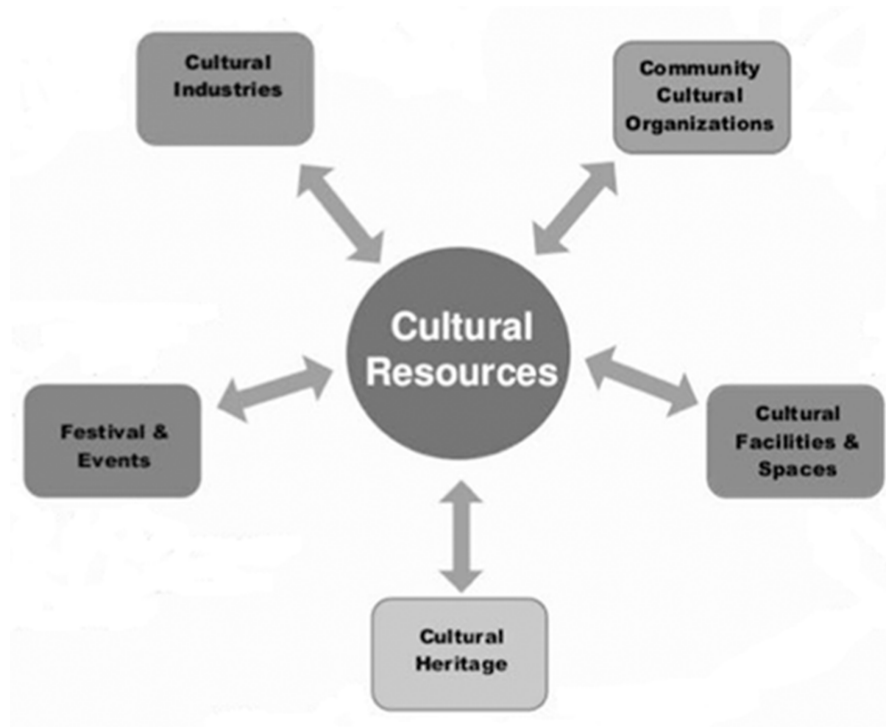 Cultural
Industries
Community
Cultural
Organizations
Cultural
Resources
Festival &
Events
Cultural
Facilities &
Spaces
Cultural
Heritage